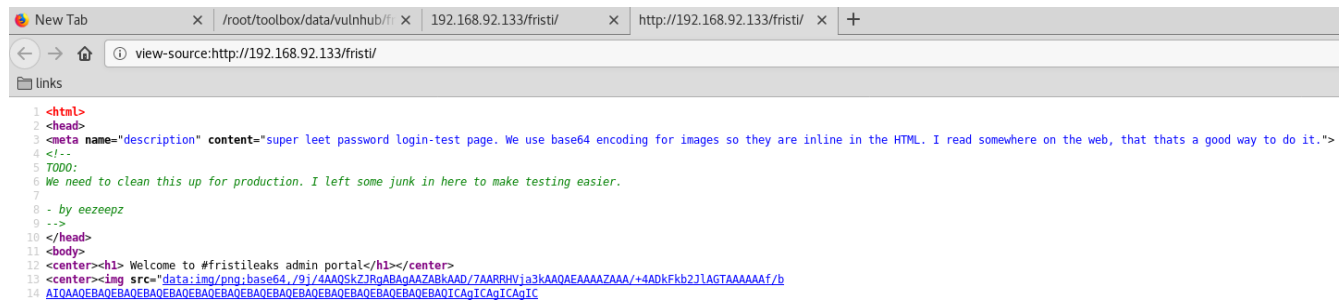 New Tab
/root/toolbox/data/vulnhub/fr
192.168.92.133/fristi/
http://192.168.92.133/fristi/
view-source:http://192.168.92.133/fristi/
links
1 <html>
2 <head>
3 <meta name="description" content="super leet password login-test page. We use base64 encoding for images so they are inline in the HTML. I read somewhere on the web, that thats a good way to do it.">
4 <!--
5 TODO:
6 We need to clean this up for production. I left some junk in here to make testing easier.
7
8 - by eezeepz
9 -->
10 </head>
11 <body>
12 <center><h1> Welcome to #fristileaks admin portal</h1></center>
13 <center><img src="data:img/png;base64,/9j/4AAQSkZJRgABAgAAZABkAAD/7AARRHVja3kAAQAEAAAAZAAA/+4ADkFkb2JlAGTAAAAAAf/b
14 AIQAAQEBAQEBAQEBAQEBAQEBAQEBAQEBAQEBAQEBAQEBAQEBAQEBAQEBAQEBAQICAgICAgICAgIC